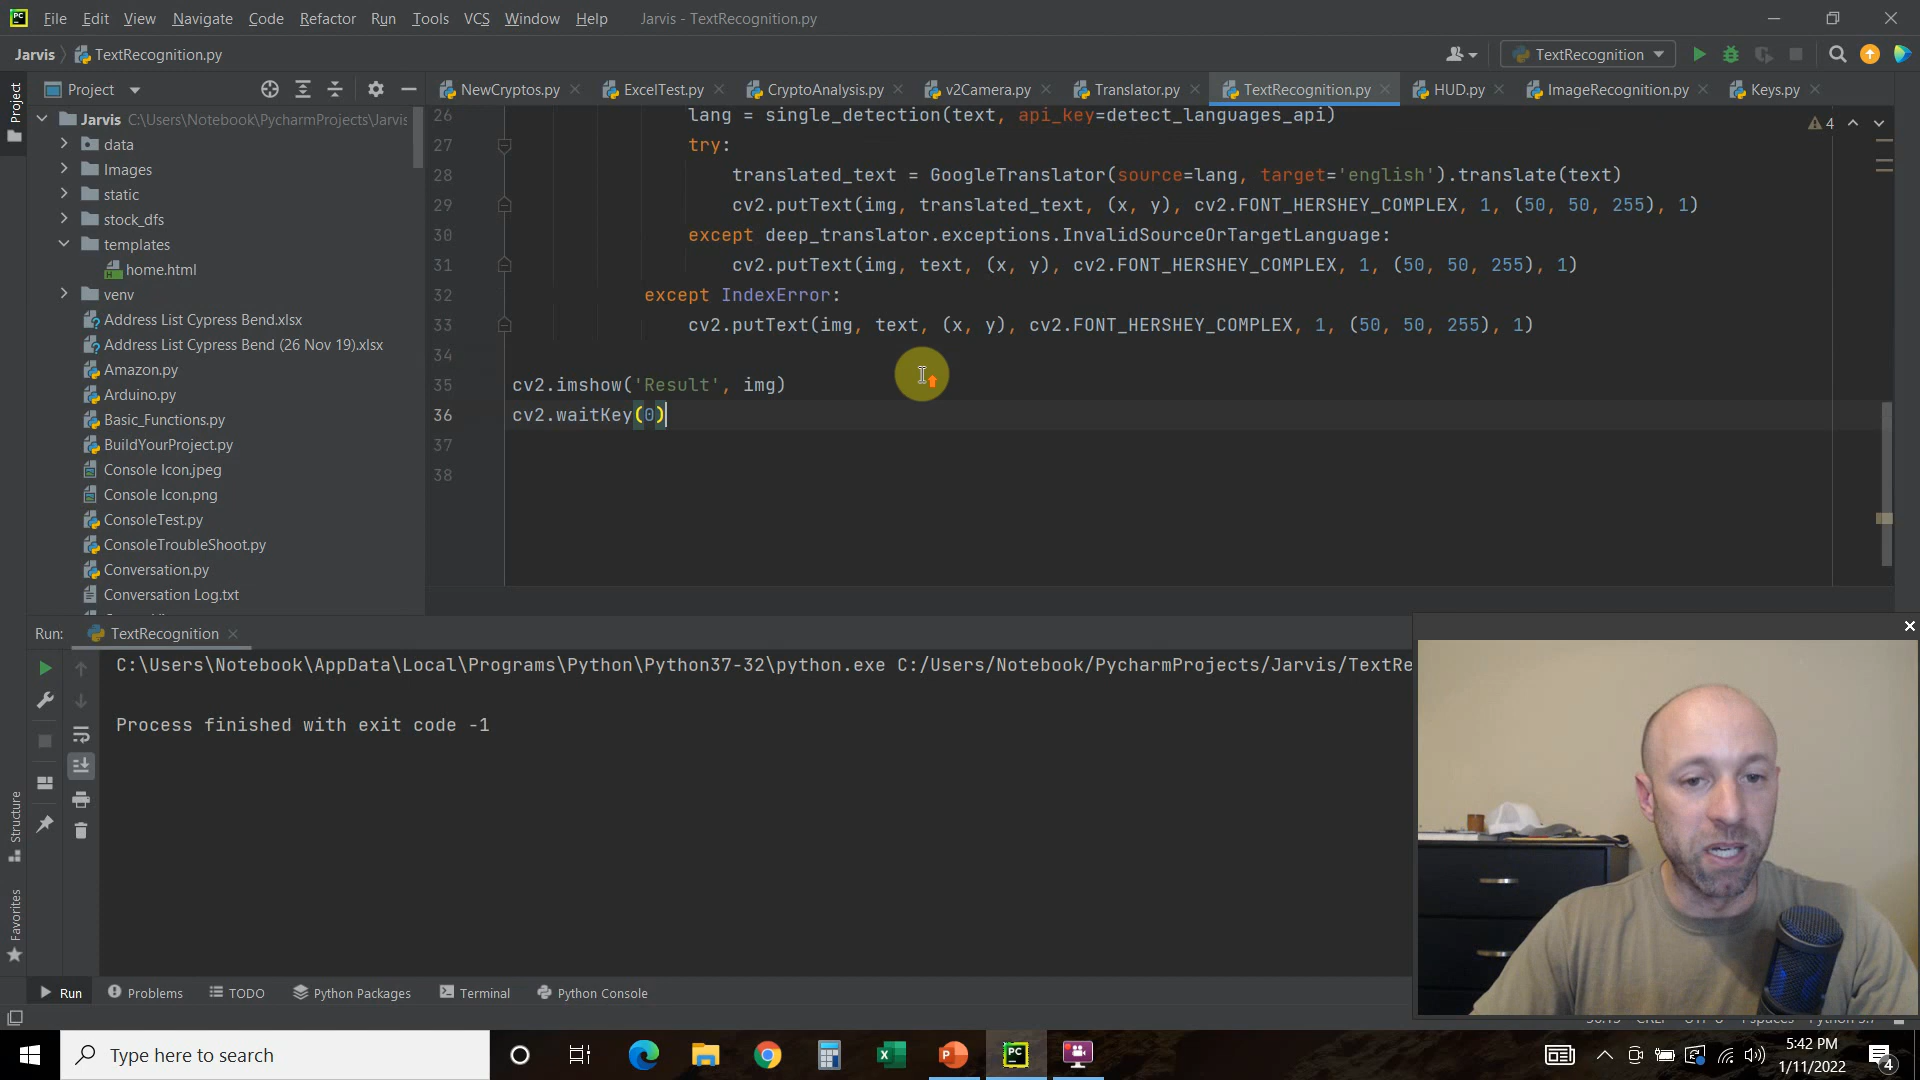 File Edit View Navigate Code Refactor Run Tools VCS Window Help Jarvis - TextRecognition.py
Jarvis TextRecognition.py TextRecognition
Project NewCryptos.py ExcelTest.py CryptoAnalysis.py v2Camera.py Translator.py TextRecognition.py HUD.py ImageRecognition.py Keys.py
Project
Jarvis C:\Users\Notebook\PycharmProjects\Jarvis
data
Images
static
stock_dfs
templates
home.html
venv
Address List Cypress Bend.xlsx
Address List Cypress Bend (26 Nov 19).xlsx
Amazon.py
Arduino.py
Basic_Functions.py
BuildYourProject.py
Console Icon.jpeg
Console Icon.png
ConsoleTest.py
ConsoleTroubleShoot.py
Conversation.py
Conversation Log.txt
4
26 lang = single_detection(text, api_key=detect_languages_api)
27 try:
28 translated_text = GoogleTranslator(source=lang, target='english').translate(text)
29 cv2.putText(img, translated_text, (x, y), cv2.FONT_HERSHEY_COMPLEX, 1, (50, 50, 255), 1)
30 except deep_translator.exceptions.InvalidSourceOrTargetLanguage:
31 cv2.putText(img, text, (x, y), cv2.FONT_HERSHEY_COMPLEX, 1, (50, 50, 255), 1)
32 except IndexError:
33 cv2.putText(img, text, (x, y), cv2.FONT_HERSHEY_COMPLEX, 1, (50, 50, 255), 1)
34
35 cv2.imshow('Result', img)
36 cv2.waitKey(0)
37
38
Run: TextRecognition
C:\Users\Notebook\AppData\Local\Programs\Python\Python37-32\python.exe C:/Users/Notebook/PycharmProjects/Jarvis/TextRe
Process finished with exit code -1
Structure
Favorites
Run Problems TODO Python Packages Terminal Python Console
Type here to search
5:42 PM
1/11/2022
4